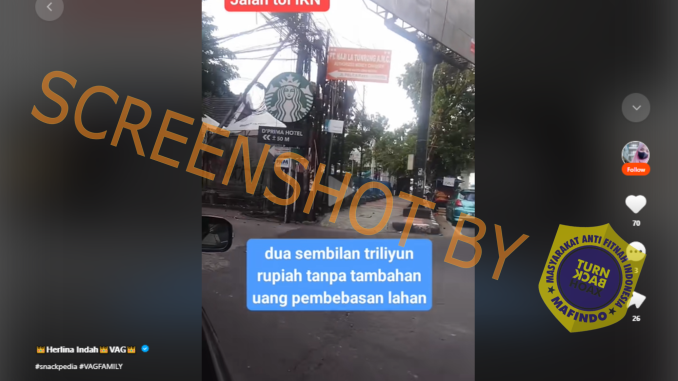 Jalan tol IKN
D'PRIMA HOTEL
± 50 M
dua sembilan triliyun
rupiah tanpa tambahan
uang pembebasan lahan
SCREENSHOT BY
MASYARAKAT ANTI FITNAH INDONESIA
TURN
BACK
MAFINDO
Follow
70
26
Herlina Indah VAG
#snackpedia #VAGFAMILY